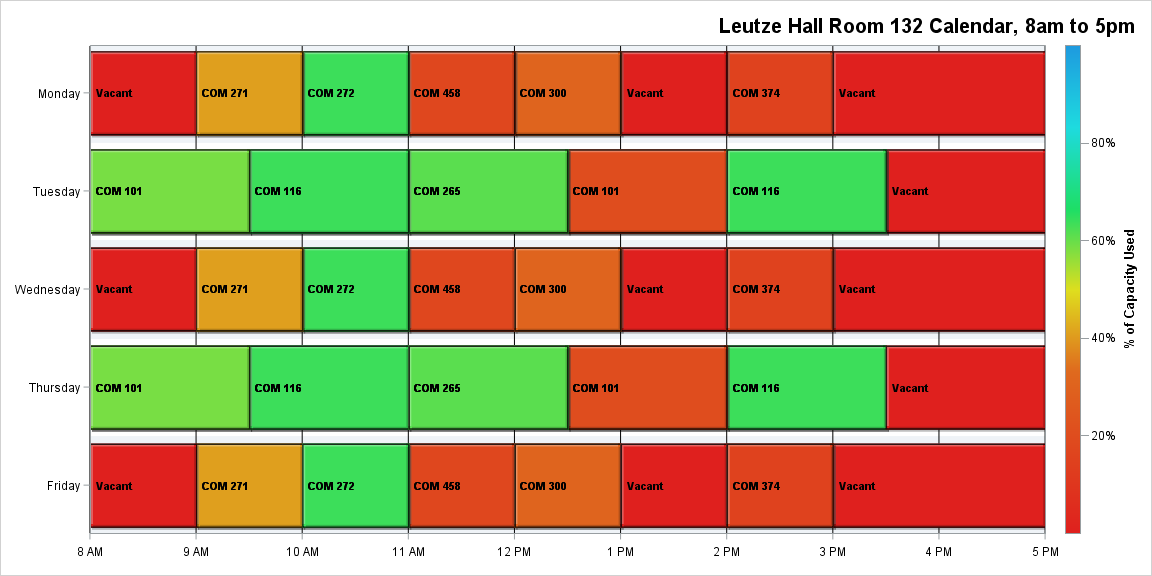 Leutze Hall Room 132 Calendar, 8am to 5pm
Monday
Vacant COM 271 COM 272 COM 458 COM 300 Vacant COM 374 Vacant
Tuesday
COM 101 COM 116 COM 265 COM 101 COM 116 Vacant
Wednesday
Vacant COM 271 COM 272 COM 458 COM 300 Vacant COM 374 Vacant
Thursday
COM 101 COM 116 COM 265 COM 101 COM 116 Vacant
Friday
Vacant COM 271 COM 272 COM 458 COM 300 Vacant COM 374 Vacant
8 AM 9 AM 10 AM 11 AM 12 PM 1 PM 2 PM 3 PM 4 PM 5 PM
80%
60%
40%
20%
% of Capacity Used